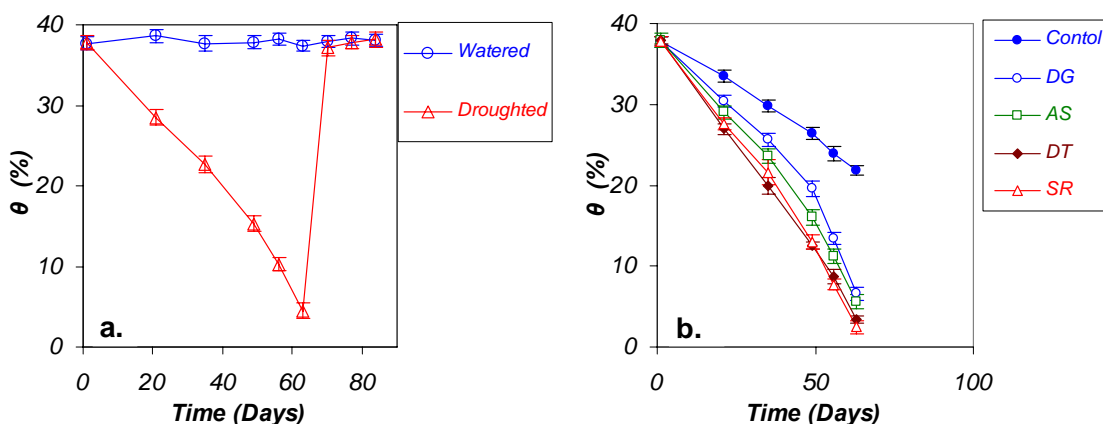 40
30
20
10
0
θ (%)
0 20 40 60 80
Time (Days)
a.
Watered
Droughted
40
30
20
10
0
θ (%)
0 50 100
Time (Days)
b.
Contol
DG
AS
DT
SR